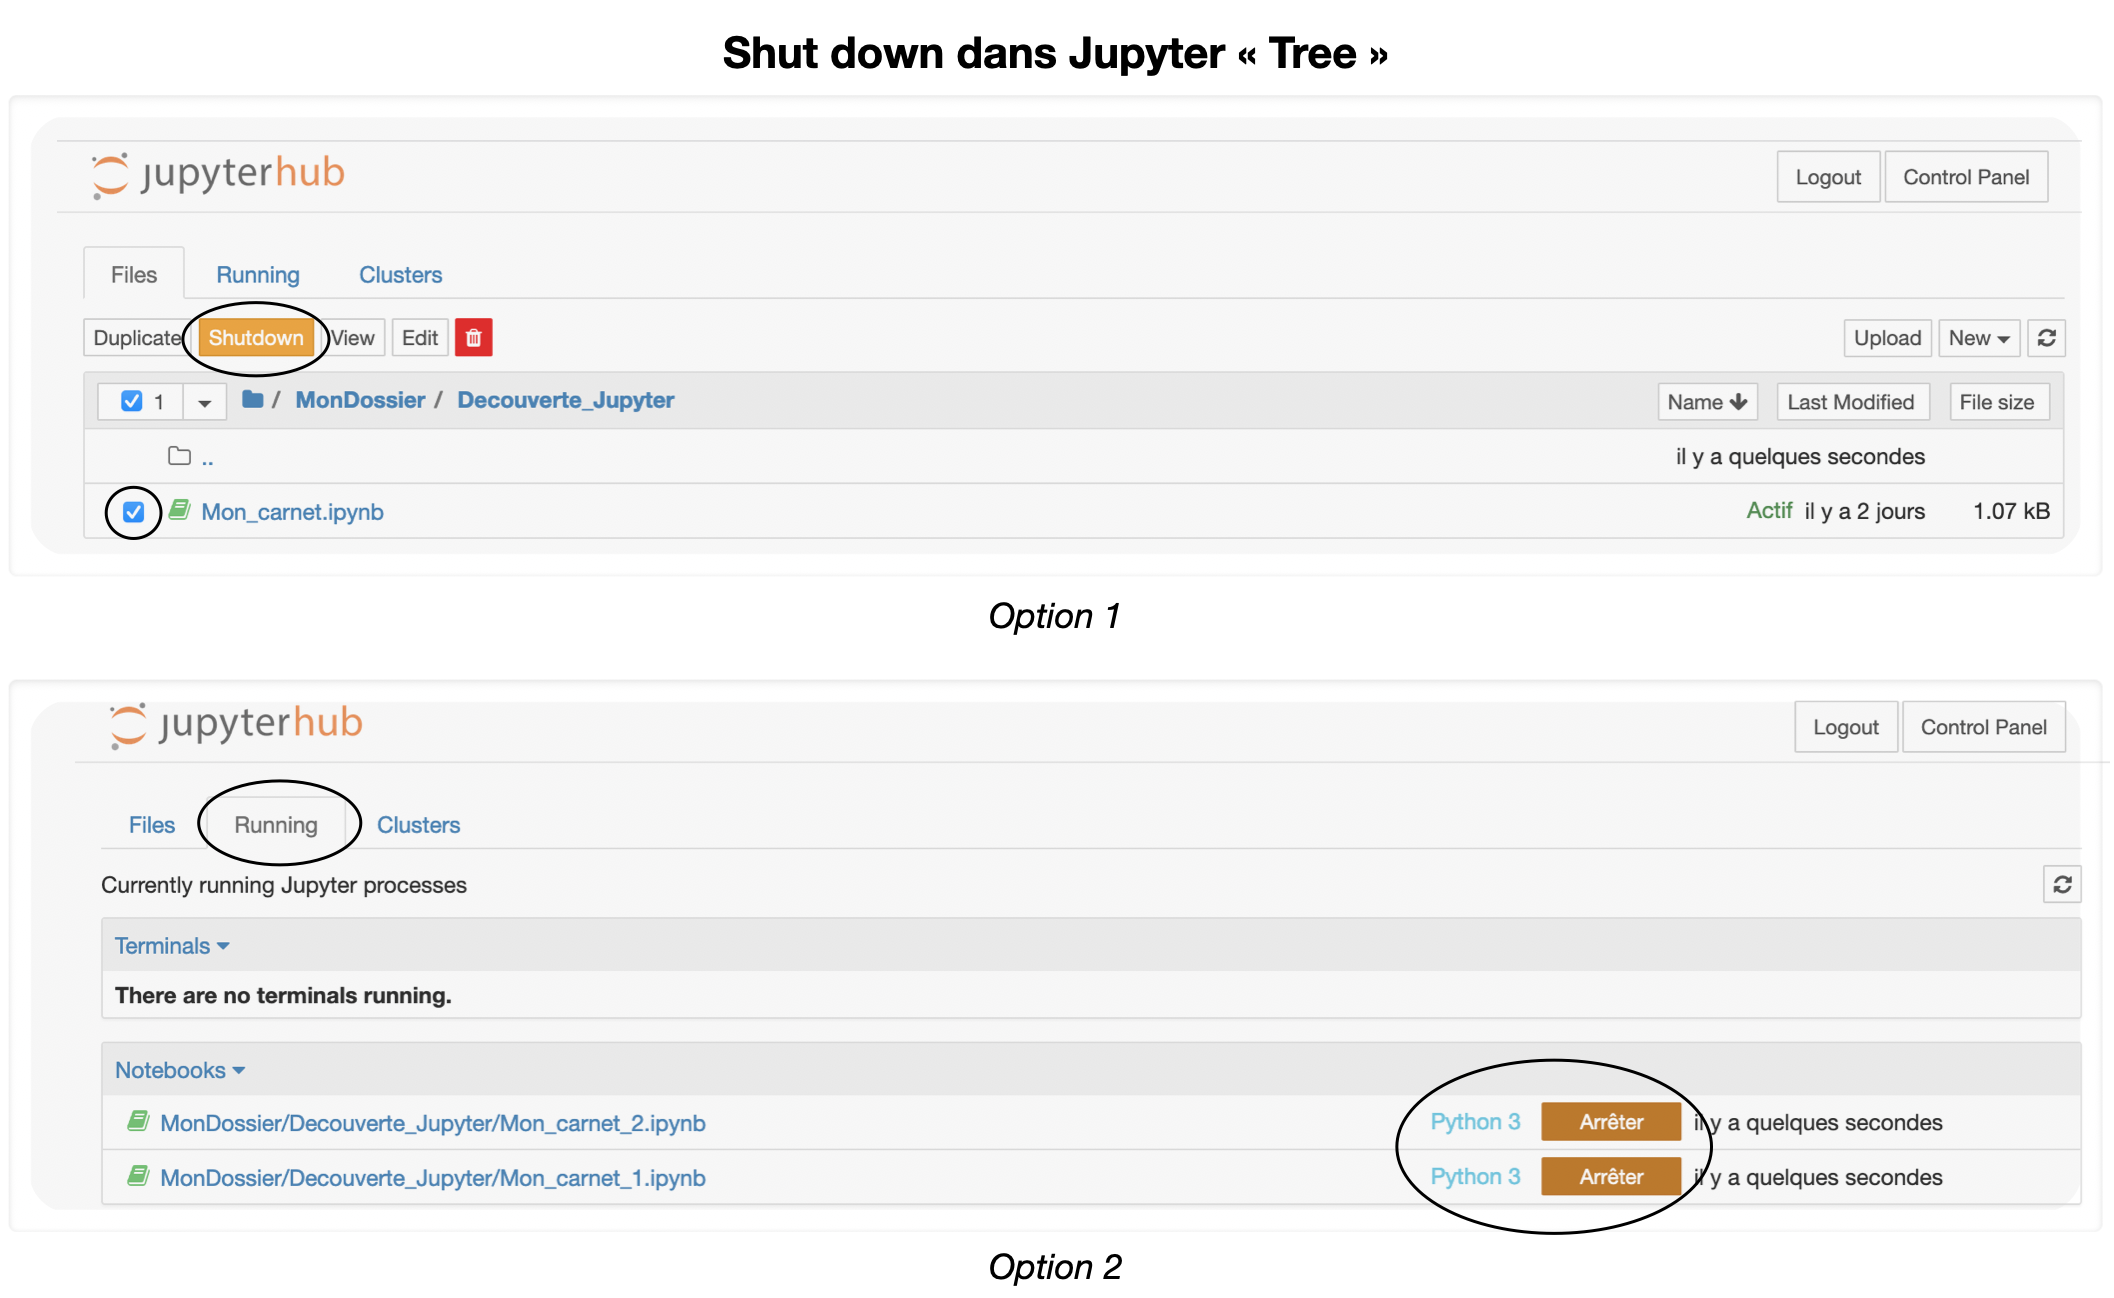 Shut down dans Jupyter « Tree »
jupyterhub
Logout Control Panel
Files Running Clusters
Duplicate Shutdown View Edit Upload New
1 / MonDossier / Decouverte_Jupyter Name Last Modified File size
.. il y a quelques secondes
Mon_carnet.ipynb Actif il y a 2 jours 1.07 kB
Option 1
jupyterhub
Logout Control Panel
Files Running Clusters
Currently running Jupyter processes
Terminals
There are no terminals running.
Notebooks
MonDossier/Decouverte_Jupyter/Mon_carnet_2.ipynb Python 3 Arrêter il y a quelques secondes
MonDossier/Decouverte_Jupyter/Mon_carnet_1.ipynb Python 3 Arrêter il y a quelques secondes
Option 2